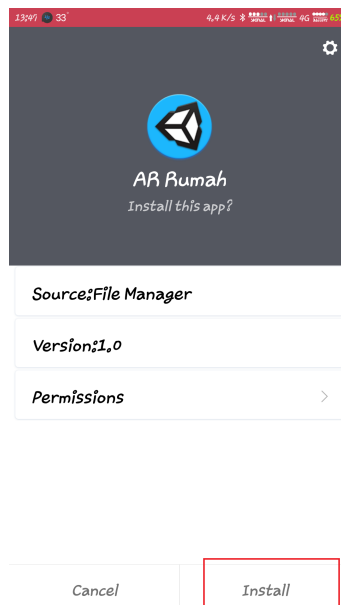 13:47 33°
4.4 K/s 4G 65%
AR Rumah
Install this app?
Source:File Manager
Version:1.0
Permissions
Cancel
Install